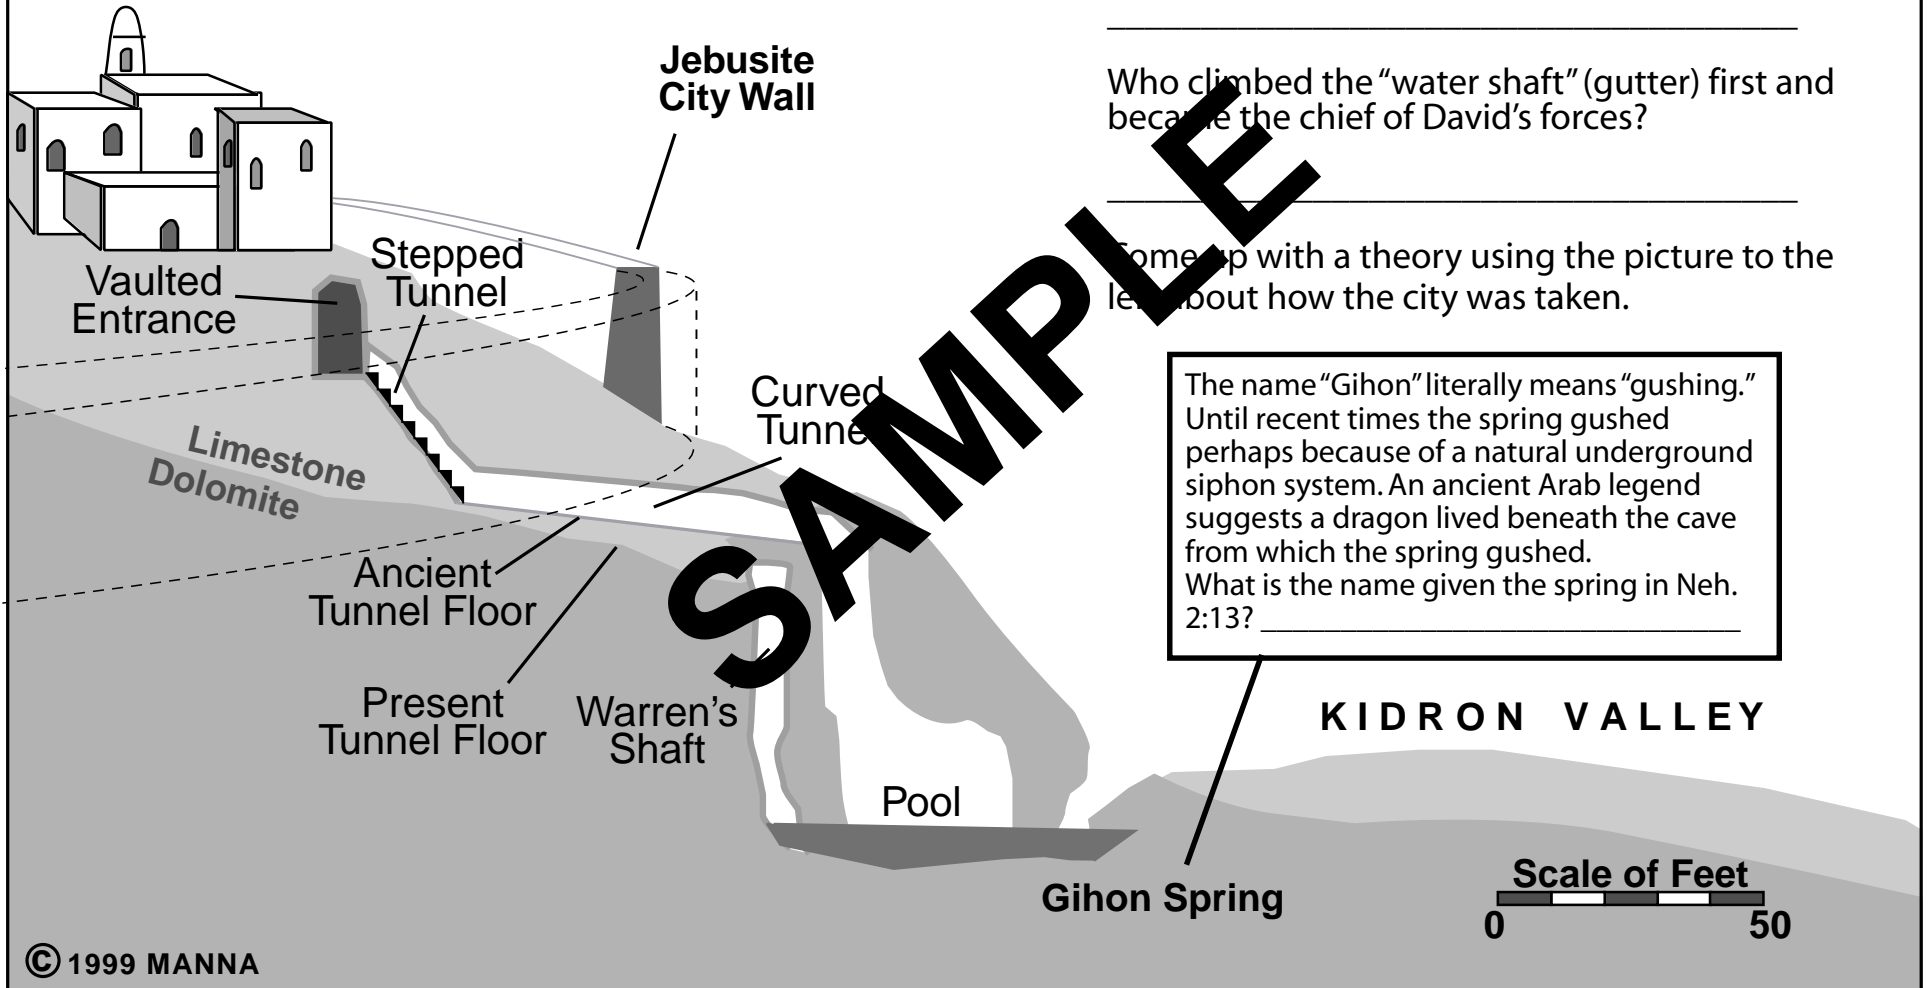 Jebusite
City Wall
Stepped
Tunnel
Vaulted
Entrance
Curved
Tunnel
Limestone
Dolomite
Ancient
Tunnel Floor
Present
Tunnel Floor
Warren's
Shaft
Pool
Gihon Spring
© 1999 MANNA
SAMPLE
Who climbed the “water shaft” (gutter) first and
became the chief of David’s forces?
Come up with a theory using the picture to the
left about how the city was taken.
The name “Gihon” literally means “gushing.”
Until recent times the spring gushed
perhaps because of a natural underground
siphon system. An ancient Arab legend
suggests a dragon lived beneath the cave
from which the spring gushed.
What is the name given the spring in Neh.
2:13?
KIDRON VALLEY
Scale of Feet
0 50